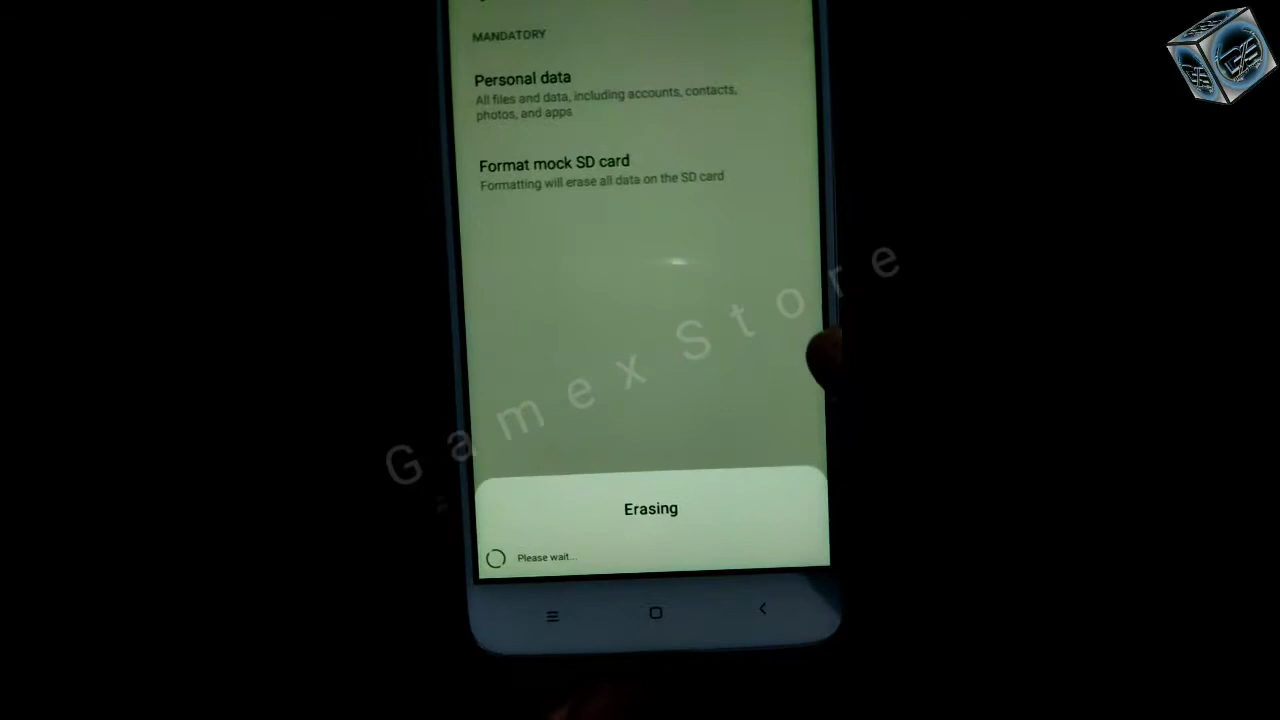 MANDATORY
Personal data
All files and data, including accounts, contacts,
photos, and apps
Format mock SD card
Formatting will erase all data on the SD card
Gamex Store
Erasing
Please wait...